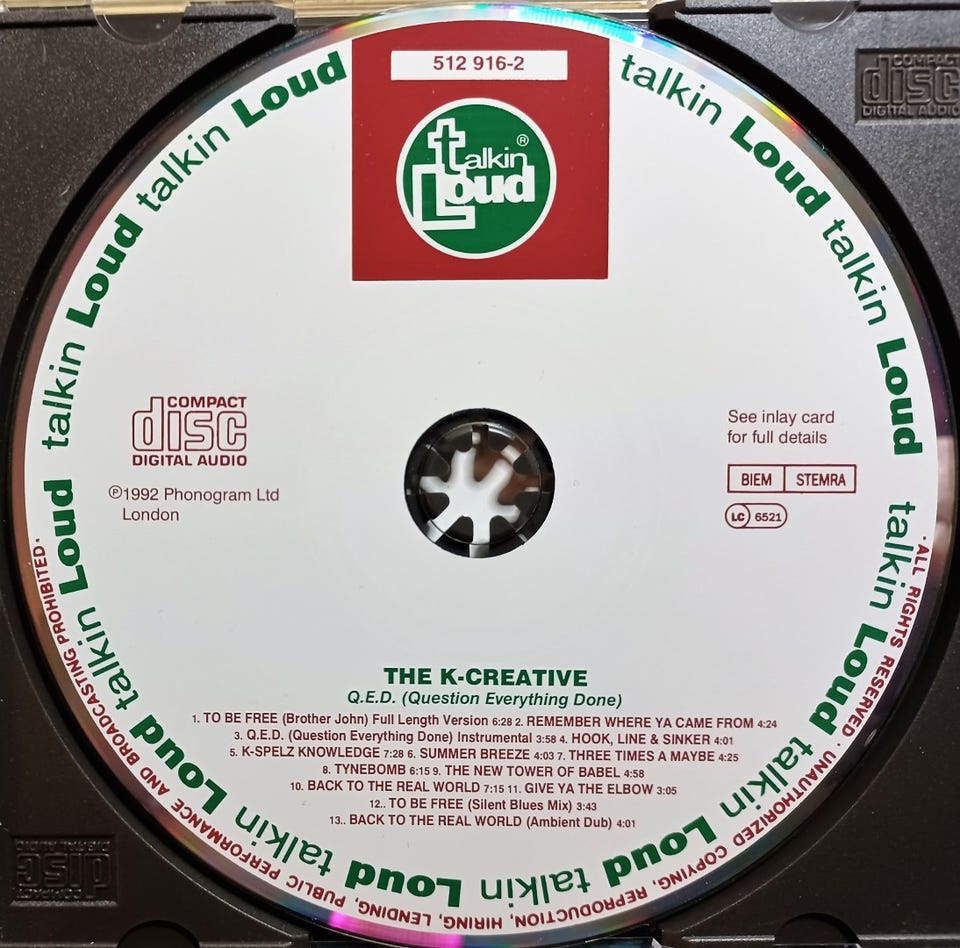 512 916-2
talkin Loud®
talkin Loud talkin Loud talkin Loud talkin Loud talkin Loud talkin Loud talkin Loud talkin Loud talkin Loud talkin Loud
COMPACT
disc
DIGITAL AUDIO
COMPACT
disc
DIGITAL AUDIO
℗1992 Phonogram Ltd
London
See inlay card
for full details
BIEM STEMRA
LC 6521
THE K-CREATIVE
Q.E.D. (Question Everything Done)
1. TO BE FREE (Brother John) Full Length Version 6:28 2. REMEMBER WHERE YA CAME FROM 4:24
3. Q.E.D. (Question Everything Done) Instrumental 3:58 4. HOOK, LINE & SINKER 4:01
5. K-SPELZ KNOWLEDGE 7:28 6. SUMMER BREEZE 4:03 7. THREE TIMES A MAYBE 4:25
8. TYNEBOMB 6:15 9. THE NEW TOWER OF BABEL 4:58
10. BACK TO THE REAL WORLD 7:15 11. GIVE YA THE ELBOW 3:05
12.. TO BE FREE (Silent Blues Mix) 3:43
13.. BACK TO THE REAL WORLD (Ambient Dub) 4:01
· ALL RIGHTS RESERVED · UNAUTHORIZED COPYING, REPRODUCTION, HIRING, LENDING, PUBLIC PERFORMANCE AND BROADCASTING PROHIBITED·
COMPACT
disc
DIGITAL AUDIO